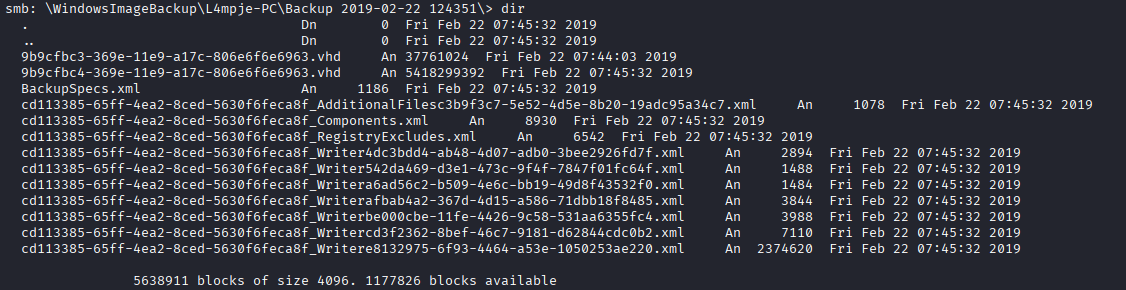 smb: \WindowsImageBackup\L4mpje-PC\Backup 2019-02-22 124351\> dir
. Dn 0 Fri Feb 22 07:45:32 2019
.. Dn 0 Fri Feb 22 07:45:32 2019
9b9cfbc3-369e-11e9-a17c-806e6f6e6963.vhd An 37761024 Fri Feb 22 07:44:03 2019
9b9cfbc4-369e-11e9-a17c-806e6f6e6963.vhd An 5418299392 Fri Feb 22 07:45:32 2019
BackupSpecs.xml An 1186 Fri Feb 22 07:45:32 2019
cd113385-65ff-4ea2-8ced-5630f6feca8f_AdditionalFilesc3b9f3c7-5e52-4d5e-8b20-19adc95a34c7.xml An 1078 Fri Feb 22 07:45:32 2019
cd113385-65ff-4ea2-8ced-5630f6feca8f_Components.xml An 8930 Fri Feb 22 07:45:32 2019
cd113385-65ff-4ea2-8ced-5630f6feca8f_RegistryExcludes.xml An 6542 Fri Feb 22 07:45:32 2019
cd113385-65ff-4ea2-8ced-5630f6feca8f_Writer4dc3bdd4-ab48-4d07-adb0-3bee2926fd7f.xml An 2894 Fri Feb 22 07:45:32 2019
cd113385-65ff-4ea2-8ced-5630f6feca8f_Writer542da469-d3e1-473c-9f4f-7847f01fc64f.xml An 1488 Fri Feb 22 07:45:32 2019
cd113385-65ff-4ea2-8ced-5630f6feca8f_Writera6ad56c2-b509-4e6c-bb19-49d8f43532f0.xml An 1484 Fri Feb 22 07:45:32 2019
cd113385-65ff-4ea2-8ced-5630f6feca8f_Writerafbab4a2-367d-4d15-a586-71dbb18f8485.xml An 3844 Fri Feb 22 07:45:32 2019
cd113385-65ff-4ea2-8ced-5630f6feca8f_Writerbe000cbe-11fe-4426-9c58-531aa6355fc4.xml An 3988 Fri Feb 22 07:45:32 2019
cd113385-65ff-4ea2-8ced-5630f6feca8f_Writercd3f2362-8bef-46c7-9181-d62844cdc0b2.xml An 7110 Fri Feb 22 07:45:32 2019
cd113385-65ff-4ea2-8ced-5630f6feca8f_Writere8132975-6f93-4464-a53e-1050253ae220.xml An 2374620 Fri Feb 22 07:45:32 2019
5638911 blocks of size 4096. 1177826 blocks available